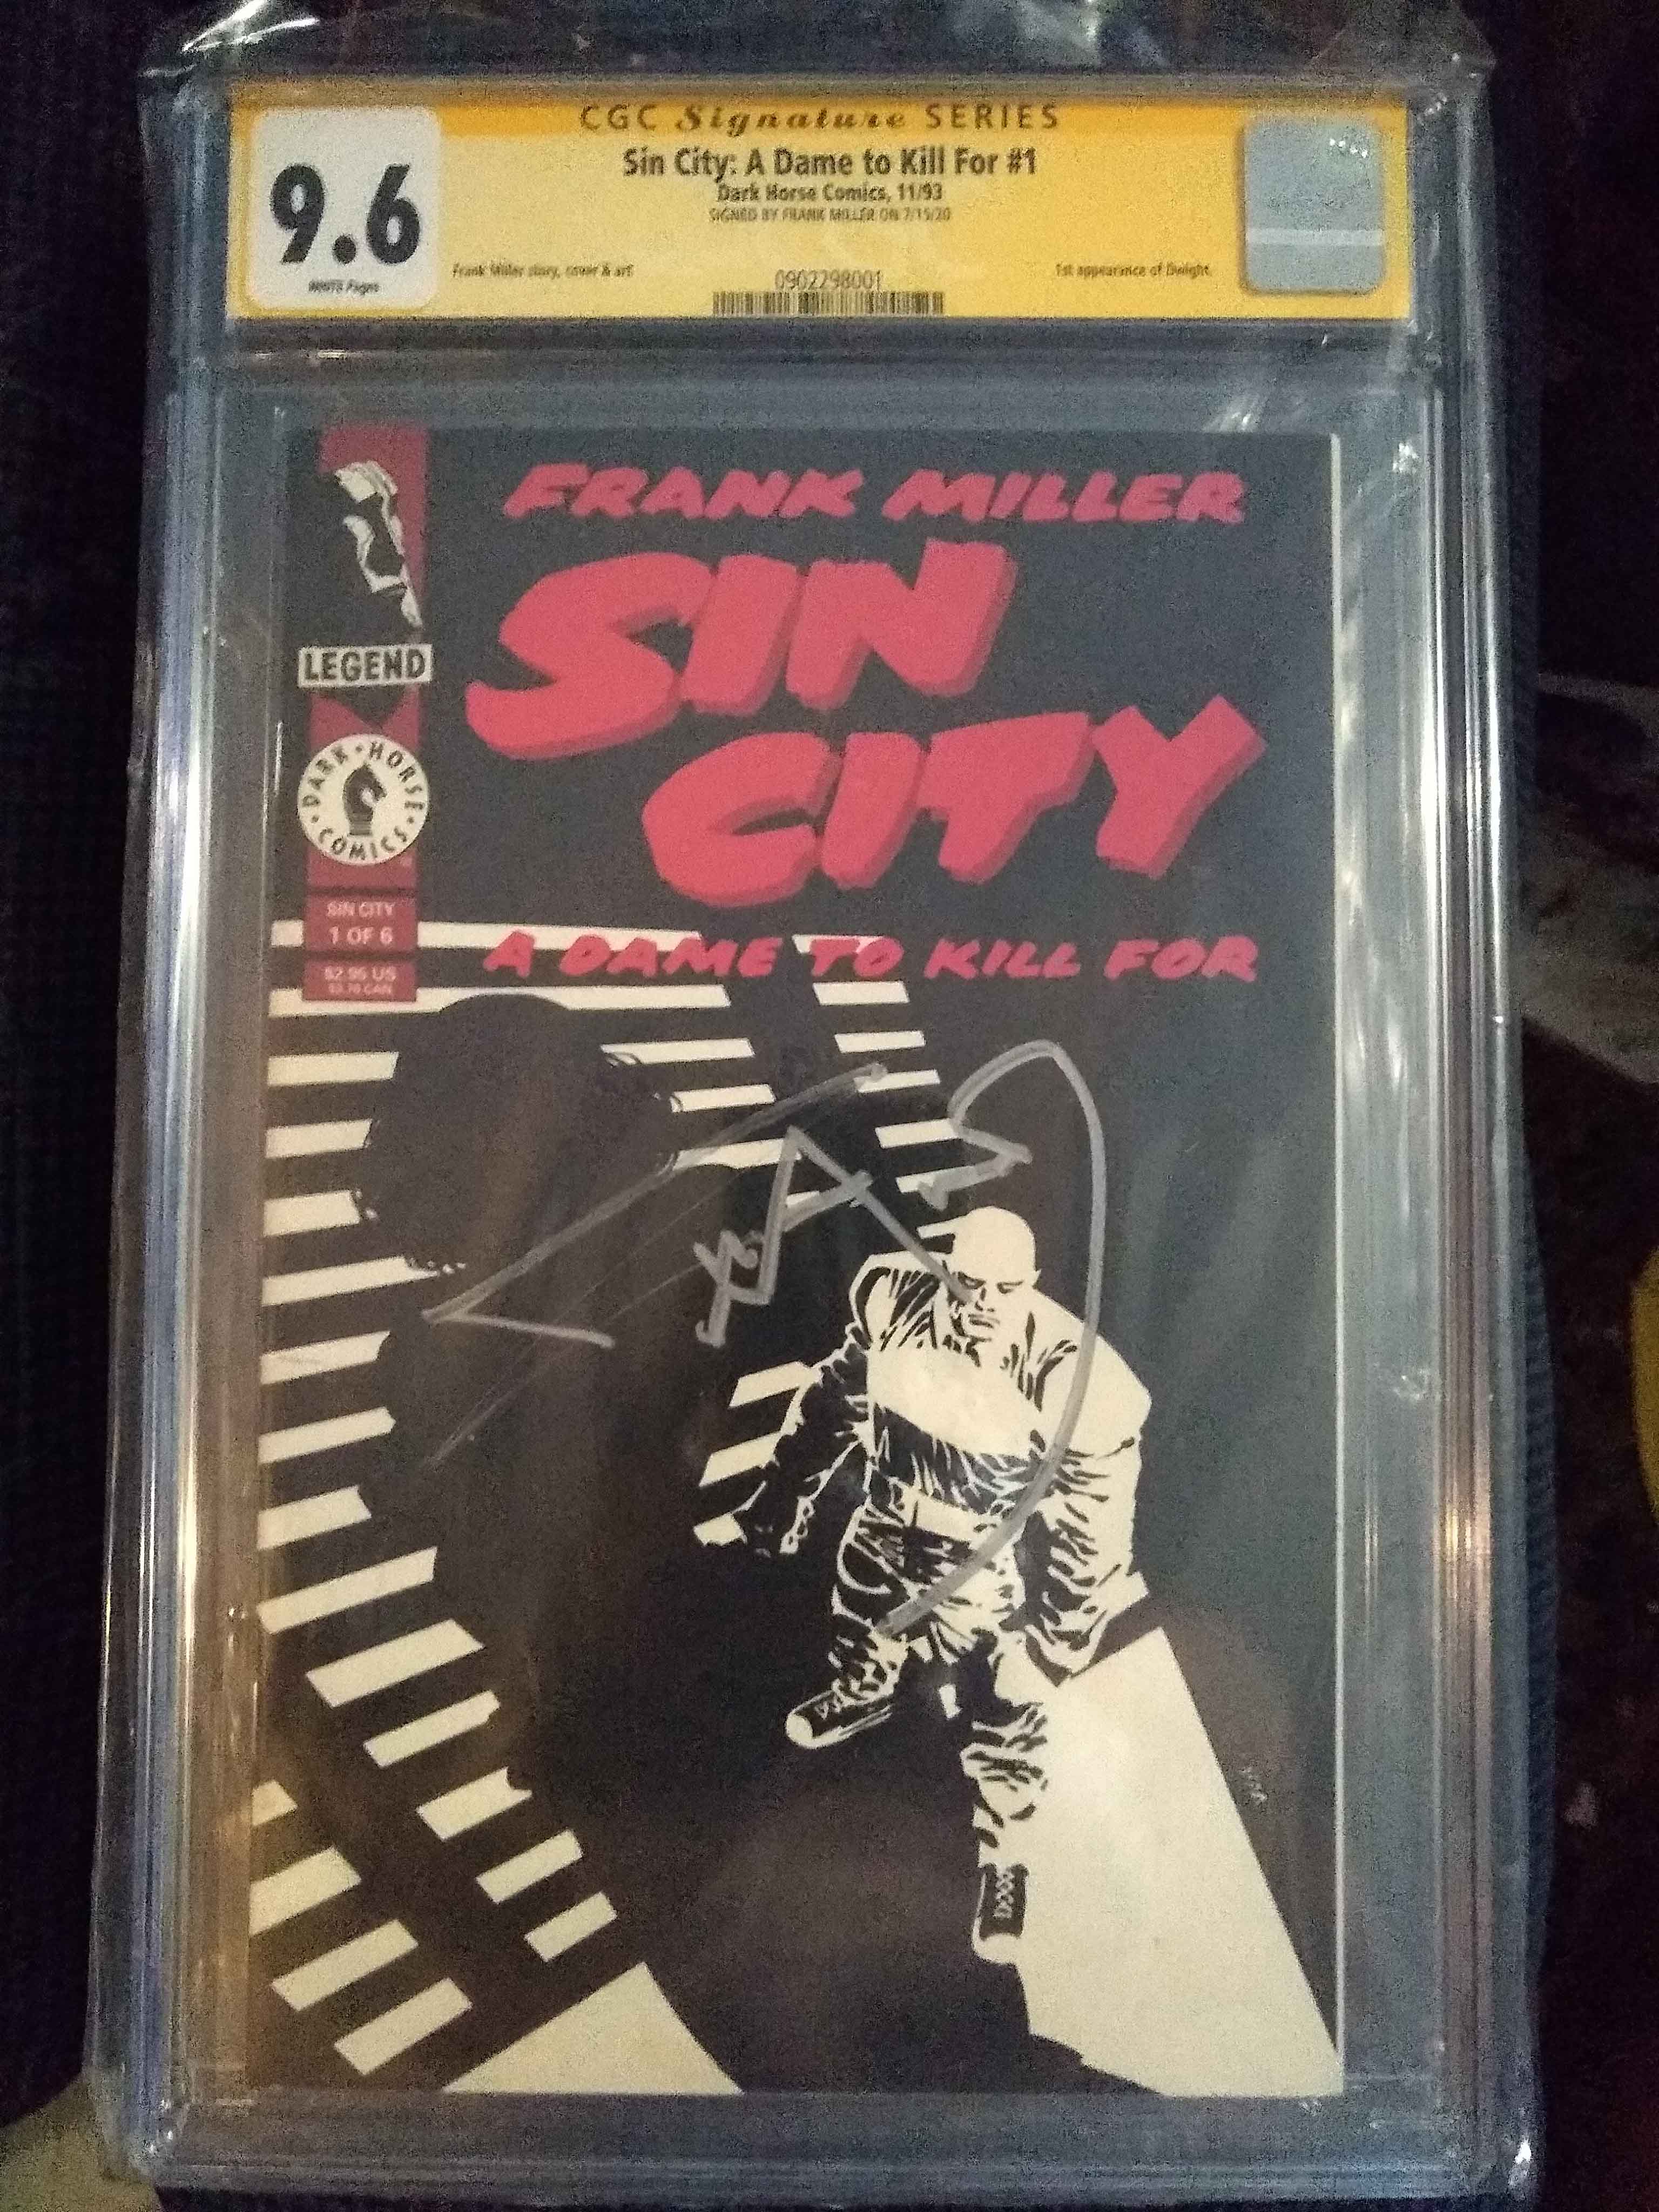 CGC Signature SERIES
9.6
WHITE Pages
Sin City: A Dame to Kill For #1
Dark Horse Comics, 11/93
SIGNED BY FRANK MILLER ON 7/15/20
Frank Miller story, cover & art
0902298001
1st appearance of Dwight.
FRANK MILLER
SIN
CITY
A DAME TO KILL FOR
LEGEND
DARK HORSE COMICS
SIN CITY
1 OF 6
$2.95 US